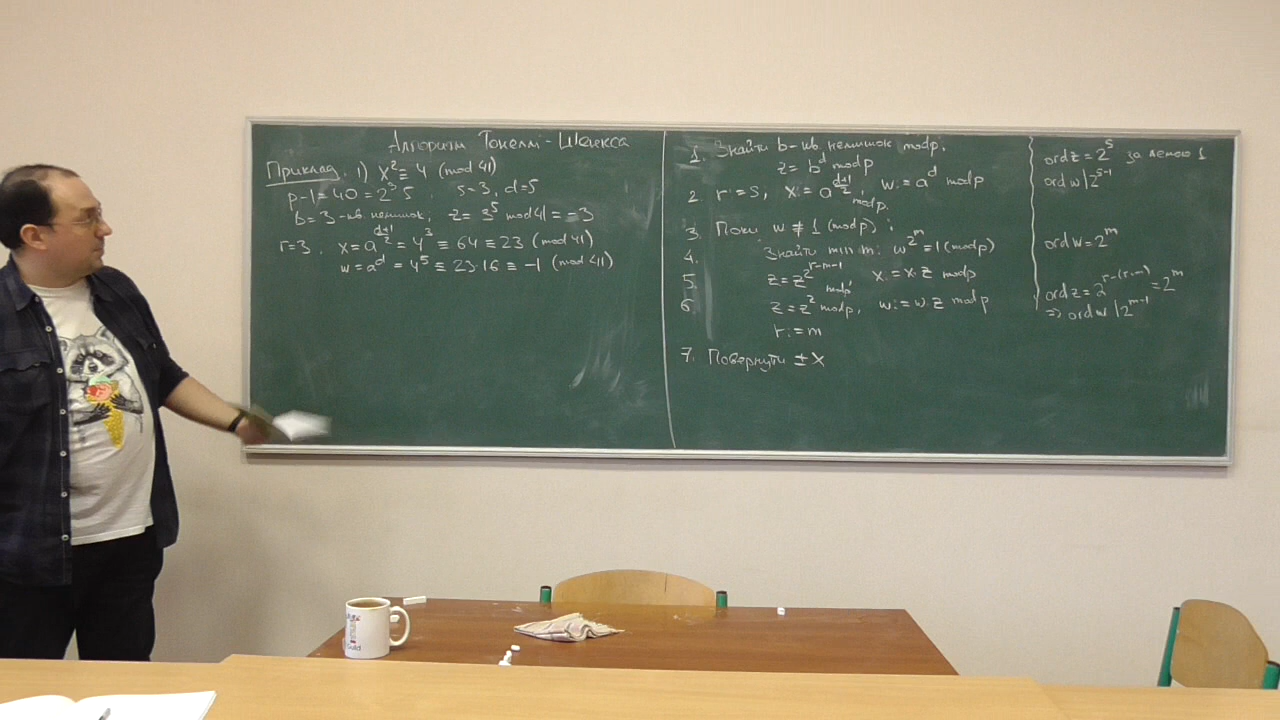 Алгоритм Тонеллі-Шенкса
Приклад. 1) x² ≡ 4 (mod 41)
p-1 = 40 = 2³·5, s=3, d=5
b=3 - кв. нелишок, z = 3⁵ mod 41 = -3
r=3, x = a^((d+1)/2) = 4³ ≡ 64 ≡ 23 (mod 41)
w = a^d = 4⁵ ≡ 23·16 ≡ -1 (mod 41)
1. Знайти b - кв. нелишок mod p.
z = b^d mod p
2. r := s, x := a^((d+1)/2) mod p, w := a^d mod p
3. Поки w ≢ 1 (mod p):
4. Знайти min m: w^(2^m) = 1 (mod p)
5. z = z^(2^(r-m-1)) mod p, x := x·z mod p
6. z = z² mod p, w := w·z mod p
r := m
7. Повернути ±x
ord z = 2^s за лемою 1
ord w | 2^(s-1)
ord w = 2^m
ord z = 2^(r-(r-m)) = 2^m
⇒ ord w | 2^(m-1)